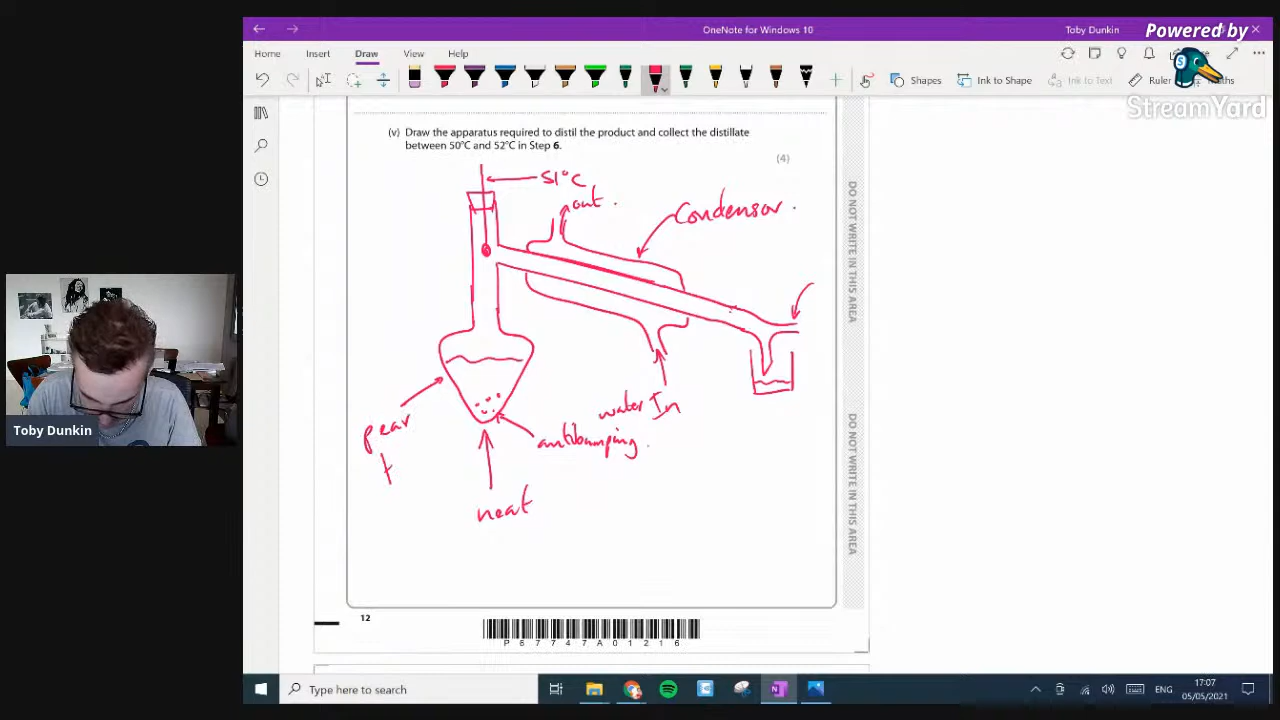 OneNote for Windows 10
Toby Dunkin
Powered by
StreamYard
Home Insert Draw View Help
Shapes Ink to Shape Ink to Text Ruler
(v) Draw the apparatus required to distil the product and collect the distillate
between 50°C and 52°C in Step 6.
(4)
51°C
out.
Condensor.
water In
antibumping.
pear
heat
DO NOT WRITE IN THIS AREA
DO NOT WRITE IN THIS AREA
Toby Dunkin
12
P67747A01216
Type here to search
ENG
17:07
05/05/2021